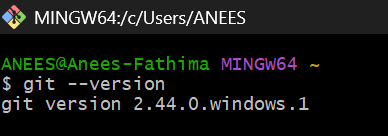 MINGW64:/c/Users/ANEES
ANEES@Anees-Fathima MINGW64 ~
$ git --version
git version 2.44.0.windows.1